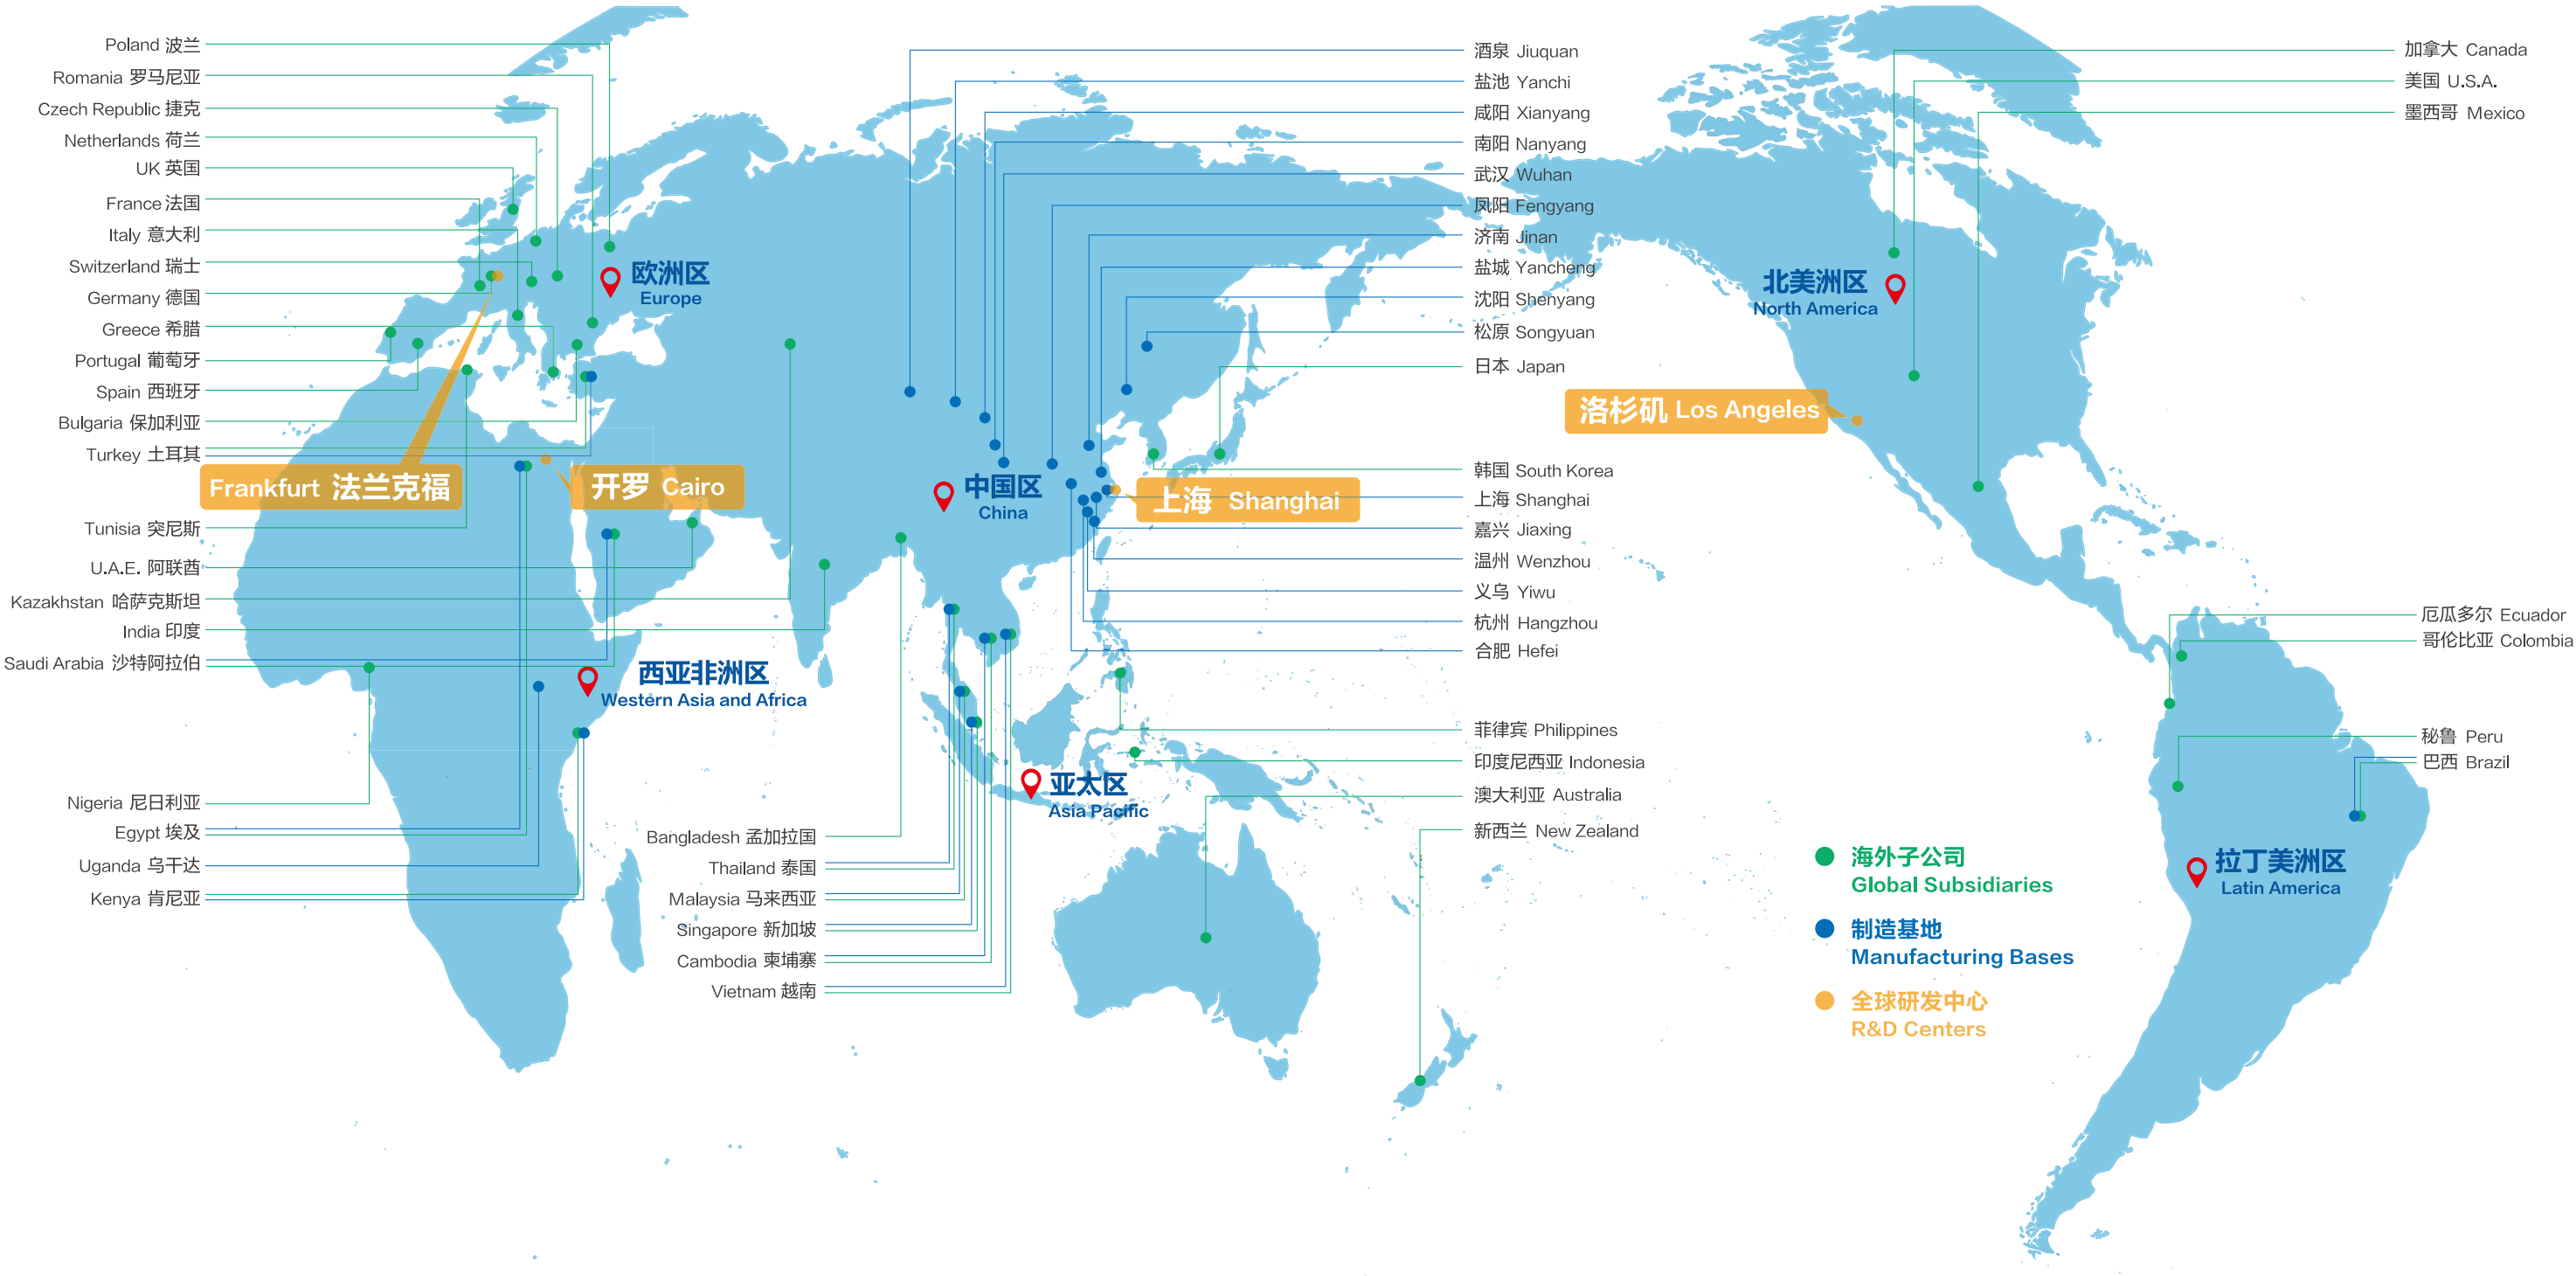 Poland 波兰
Romania 罗马尼亚
Czech Republic 捷克
Netherlands 荷兰
UK 英国
France 法国
Italy 意大利
Switzerland 瑞士
Germany 德国
Greece 希腊
Portugal 葡萄牙
Spain 西班牙
Bulgaria 保加利亚
Turkey 土耳其
Frankfurt 法兰克福
开罗 Cairo
Tunisia 突尼斯
U.A.E. 阿联酋
Kazakhstan 哈萨克斯坦
India 印度
Saudi Arabia 沙特阿拉伯
Nigeria 尼日利亚
Egypt 埃及
Uganda 乌干达
Kenya 肯尼亚
欧洲区
Europe
西亚非洲区
Western Asia and Africa
中国区
China
亚太区
Asia Pacific
Bangladesh 孟加拉国
Thailand 泰国
Malaysia 马来西亚
Singapore 新加坡
Cambodia 柬埔寨
Vietnam 越南
酒泉 Jiuquan
盐池 Yanchi
咸阳 Xianyang
南阳 Nanyang
武汉 Wuhan
凤阳 Fengyang
济南 Jinan
盐城 Yancheng
沈阳 Shenyang
松原 Songyuan
日本 Japan
韩国 South Korea
上海 Shanghai
上海 Shanghai
嘉兴 Jiaxing
温州 Wenzhou
义乌 Yiwu
杭州 Hangzhou
合肥 Hefei
菲律宾 Philippines
印度尼西亚 Indonesia
澳大利亚 Australia
新西兰 New Zealand
加拿大 Canada
美国 U.S.A.
墨西哥 Mexico
北美洲区
North America
洛杉矶 Los Angeles
厄瓜多尔 Ecuador
哥伦比亚 Colombia
秘鲁 Peru
巴西 Brazil
拉丁美洲区
Latin America
海外子公司
Global Subsidiaries
制造基地
Manufacturing Bases
全球研发中心
R&D Centers